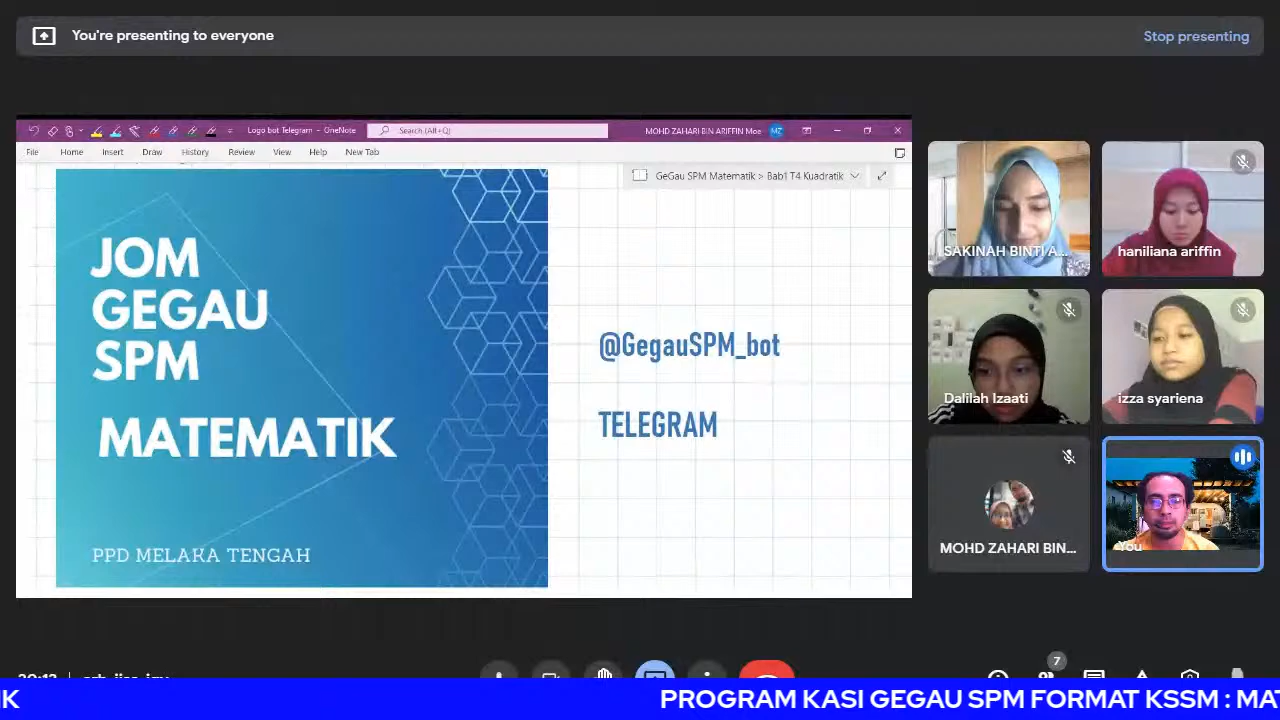 You're presenting to everyone
Stop presenting
Logo bot Telegram – OneNote
Search (Alt+Q)
MOHD ZAHARI BIN ARIFFIN Moe
MZ
File Home Insert Draw History Review View Help New Tab
GeGau SPM Matematik > Bab1 T4 Kuadratik
JOM
GEGAU
SPM
MATEMATIK
PPD MELAKA TENGAH
@GegauSPM_bot
TELEGRAM
SAKINAH BINTI A...
haniliana ariffin
Dalilah Izaati
izza syariena
MOHD ZAHARI BIN...
You
7
IK
PROGRAM KASI GEGAU SPM FORMAT KSSM : MAT